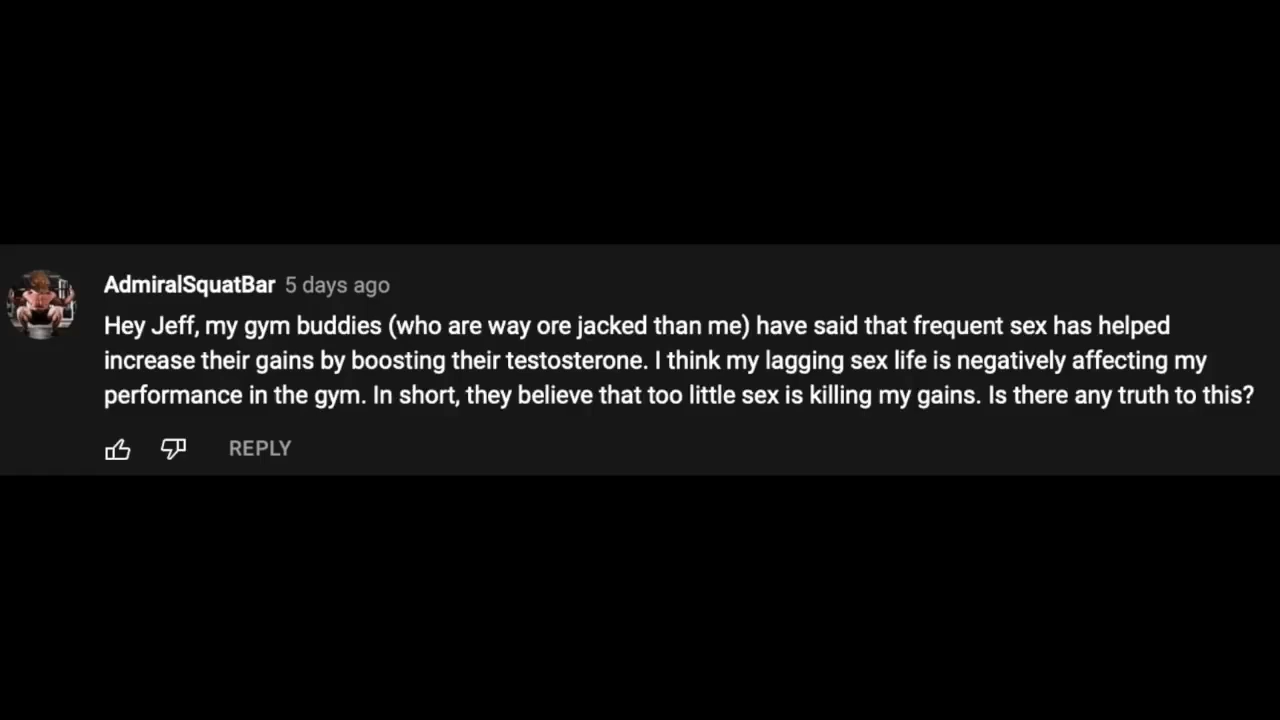 AdmiralSquatBar 5 days ago
Hey Jeff, my gym buddies (who are way ore jacked than me) have said that frequent sex has helped
increase their gains by boosting their testosterone. I think my lagging sex life is negatively affecting my
performance in the gym. In short, they believe that too little sex is killing my gains. Is there any truth to this?
REPLY